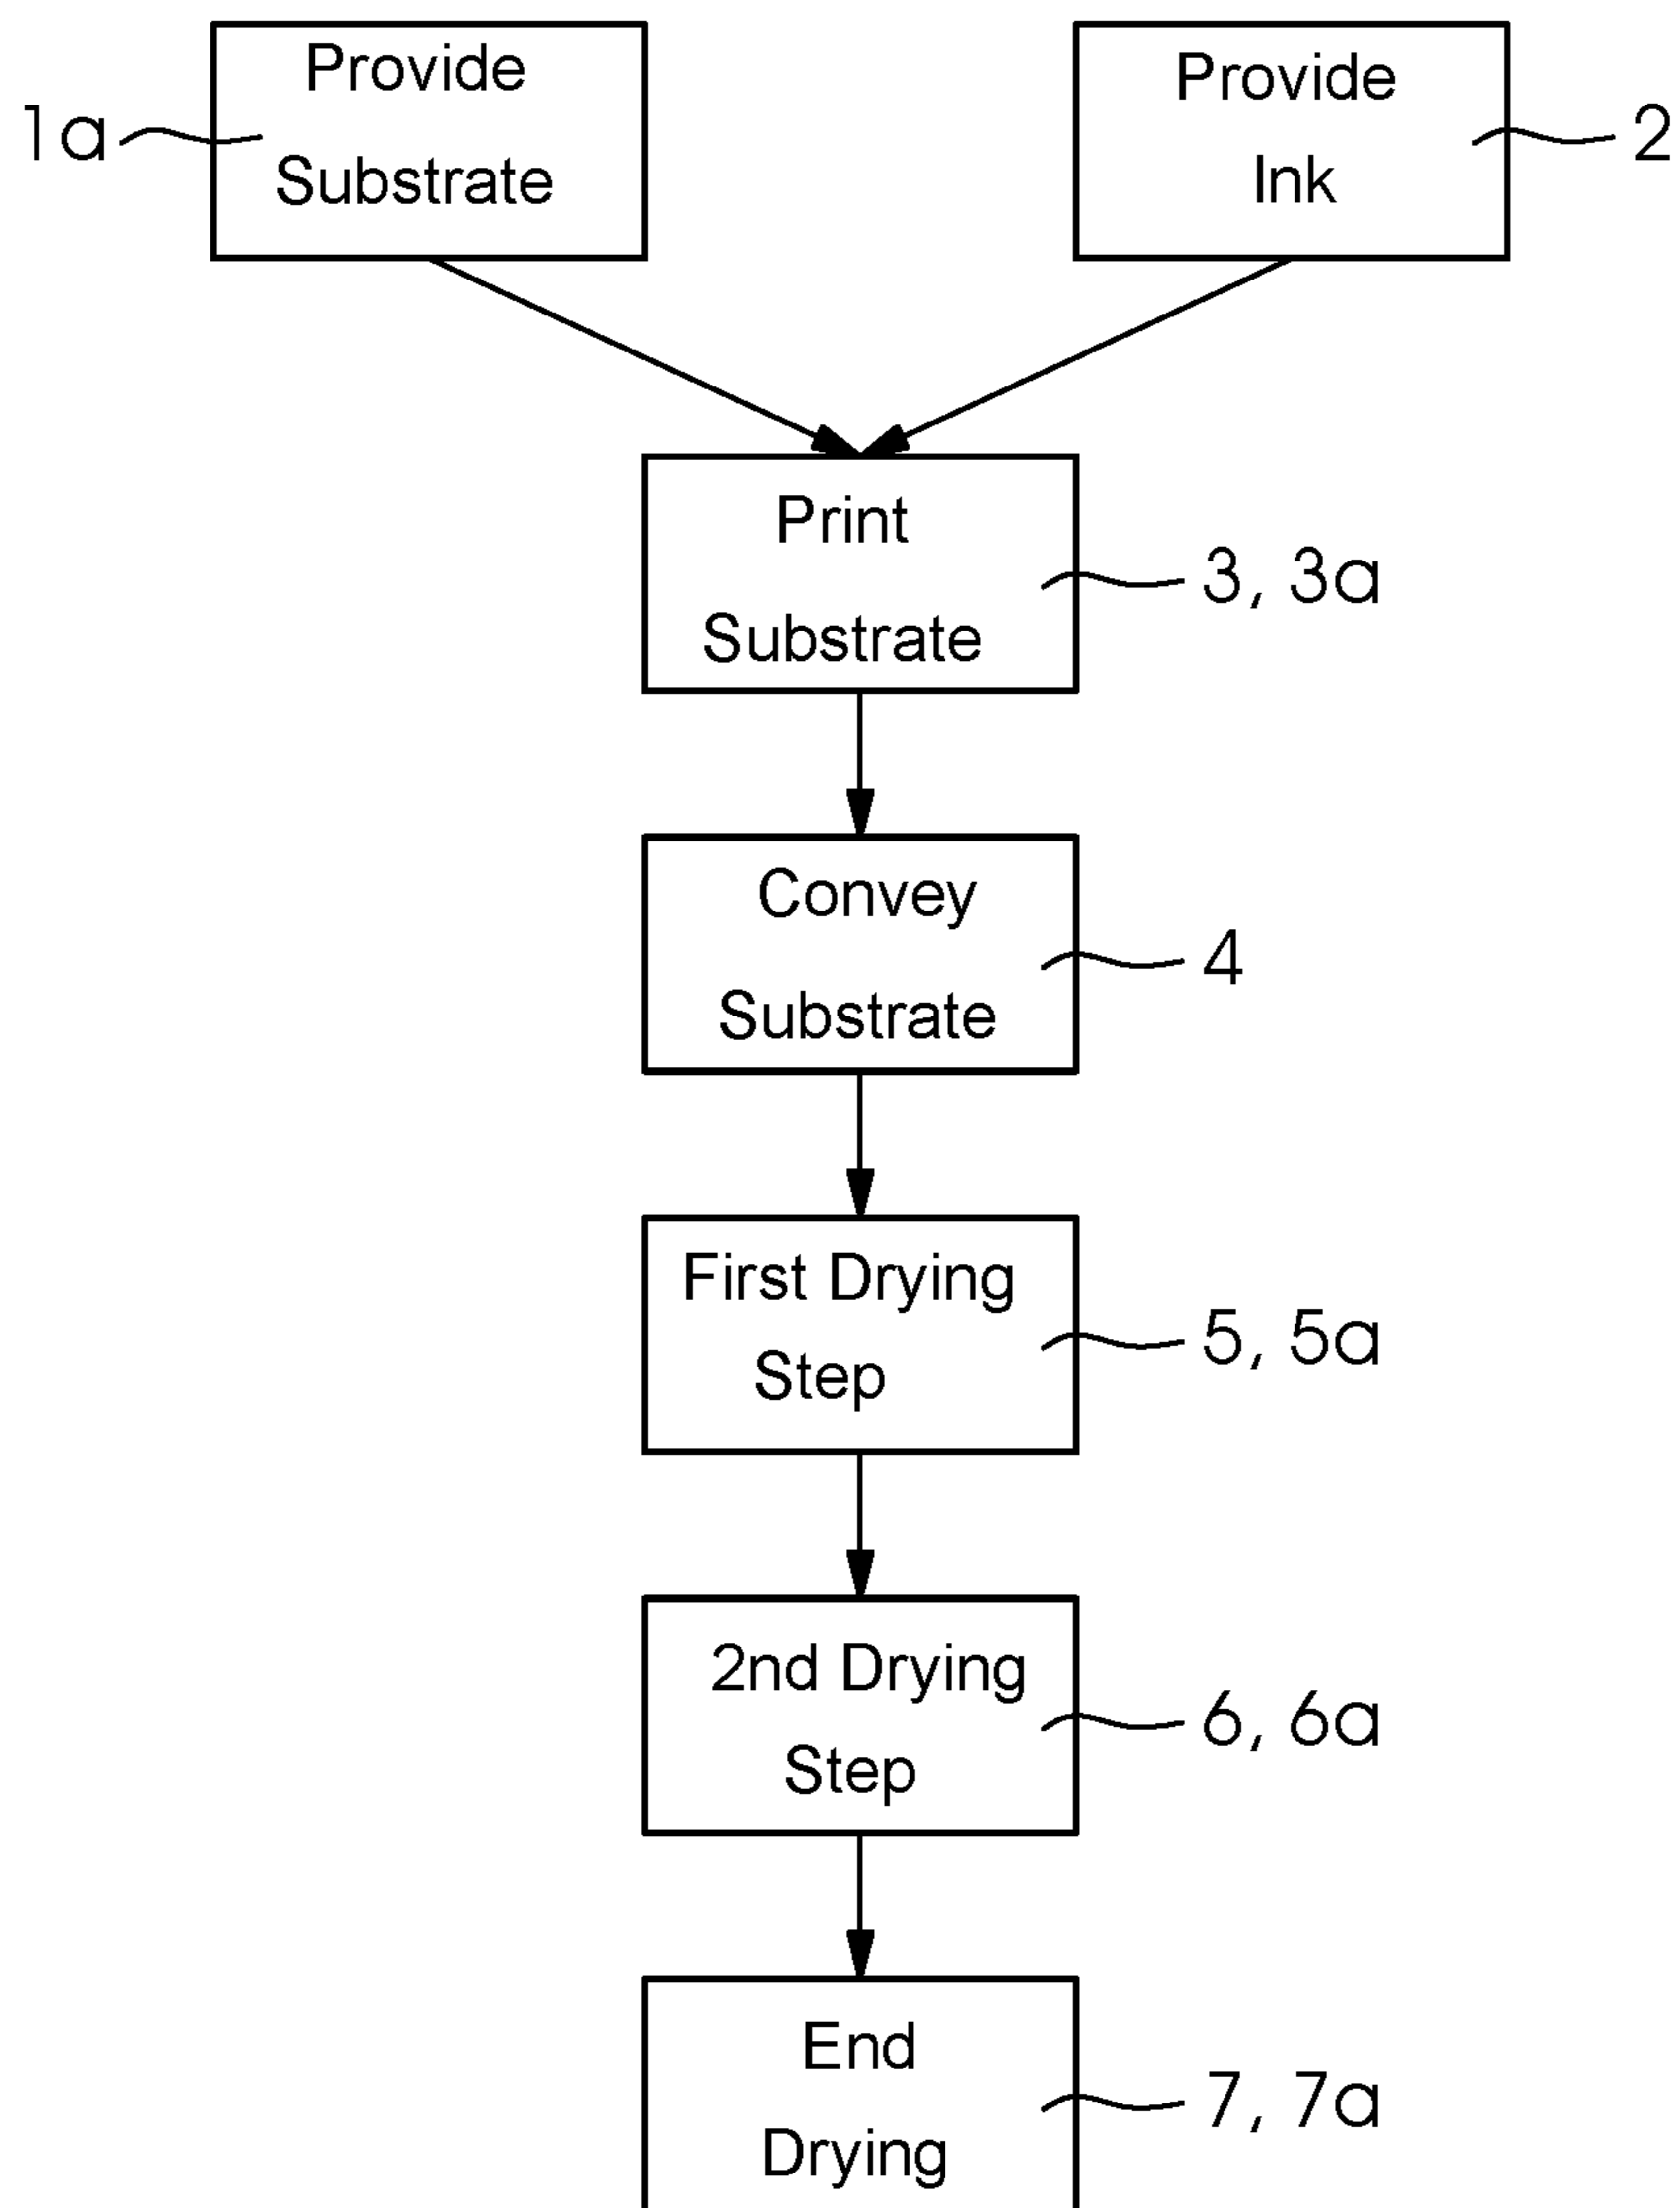 Provide
Substrate
1a
Provide
Ink
2
Print
Substrate
3, 3a
Convey
Substrate
4
First Drying
Step
5, 5a
2nd Drying
Step
6, 6a
End
Drying
7, 7a